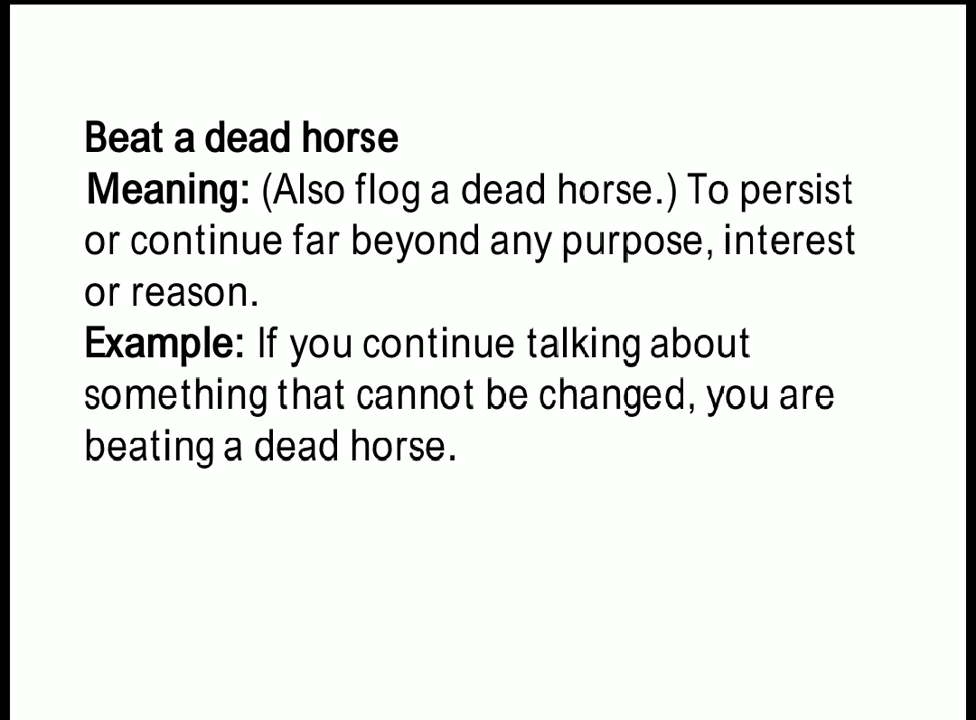 Beat a dead horse
Meaning: (Also flog a dead horse.) To persist
or continue far beyond any purpose, interest
or reason.
Example: If you continue talking about
something that cannot be changed, you are
beating a dead horse.